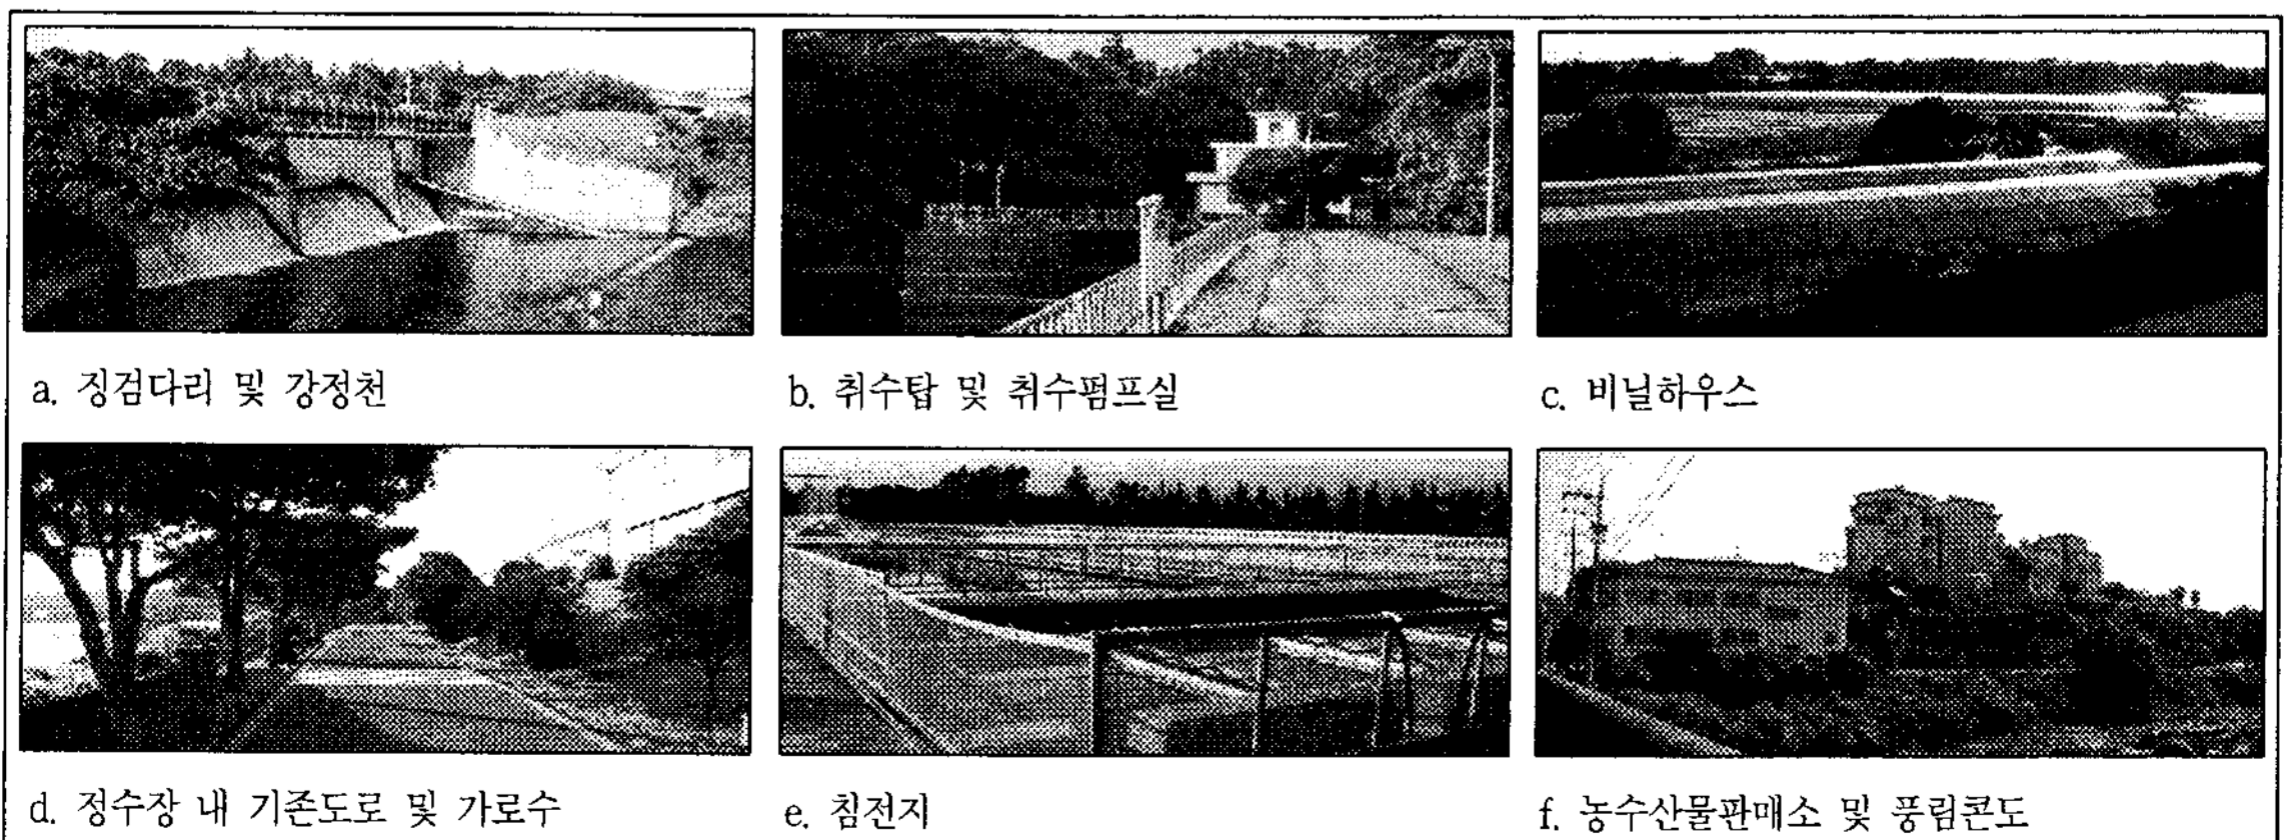 a. 징검다리 및 강정천
b. 취수탑 및 취수펌프실
c. 비닐하우스
d. 정수장 내 기존도로 및 가로수
e. 침전지
f. 농수산물판매소 및 풍림콘도